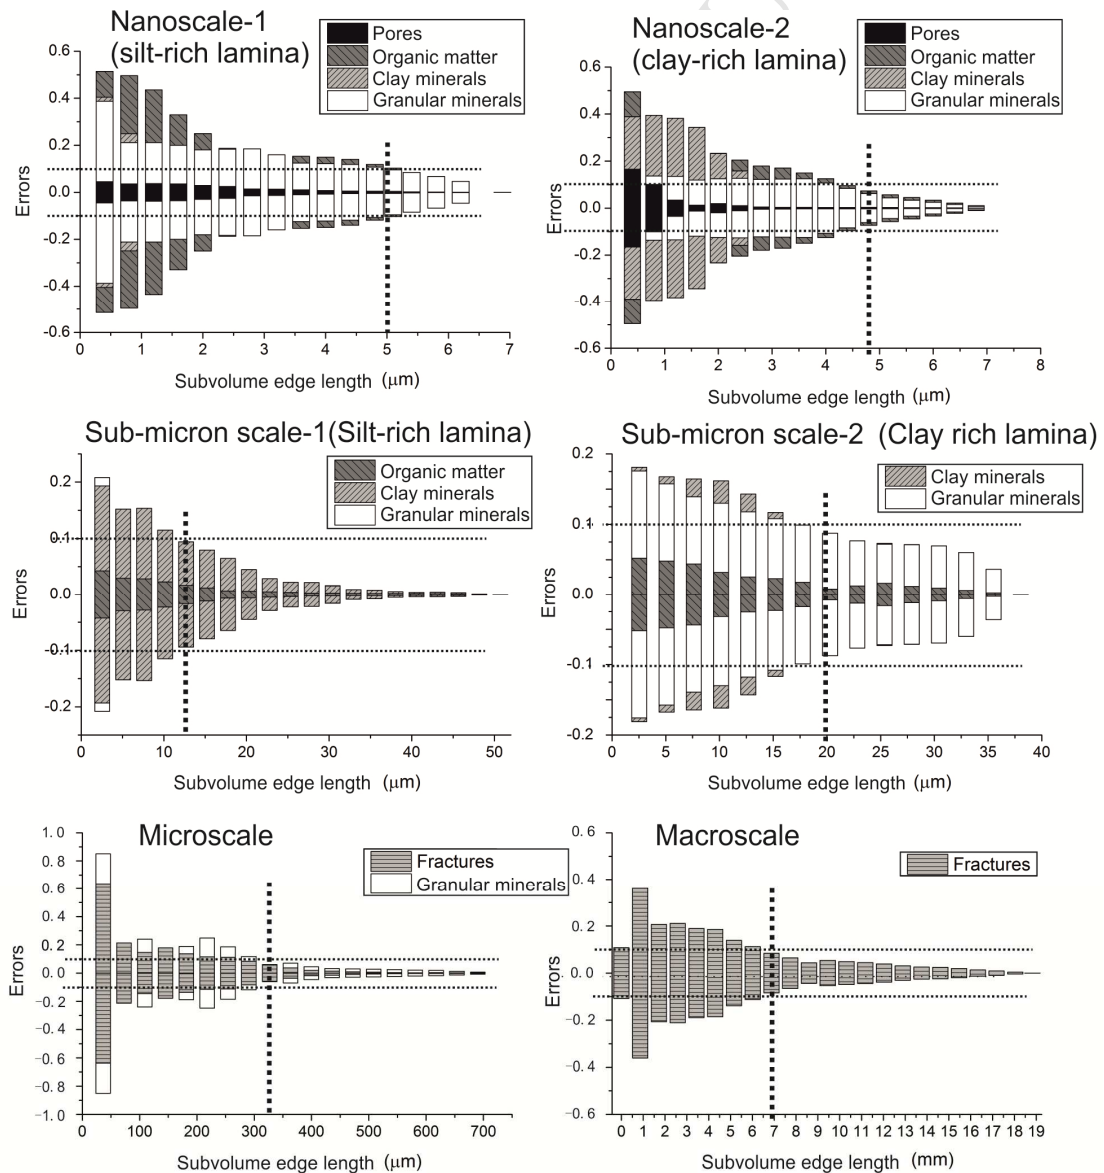 Nanoscale-1
(silt-rich lamina)
Pores
Organic matter
Clay minerals
Granular minerals
0.6
0.4
0.2
0.0
-0.2
-0.4
-0.6
Errors
0 1 2 3 4 5 6 7
Subvolume edge length (μm)
Nanoscale-2
(clay-rich lamina)
Pores
Organic matter
Clay minerals
Granular minerals
0.6
0.4
0.2
0.0
-0.2
-0.4
-0.6
Errors
0 1 2 3 4 5 6 7 8
Subvolume edge length (μm)
Sub-micron scale-1(Silt-rich lamina)
Organic matter
Clay minerals
Granular minerals
0.2
0.1
0.0
-0.1
-0.2
Errors
0 10 20 30 40 50
Subvolume edge length (μm)
Sub-micron scale-2 (Clay rich lamina)
Clay minerals
Granular minerals
0.2
0.1
0.0
-0.1
-0.2
Errors
0 5 10 15 20 25 30 35 40
Subvolume edge length (μm)
Microscale
Fractures
Granular minerals
1.0
0.8
0.6
0.4
0.2
0.0
-0.2
-0.4
-0.6
-0.8
-1.0
Errors
0 100 200 300 400 500 600 700
Subvolume edge length (μm)
Macroscale
Fractures
0.6
0.4
0.2
0.0
-0.2
-0.4
-0.6
Errors
0 1 2 3 4 5 6 7 8 9 10 11 12 13 14 15 16 17 18 19
Subvolume edge length (mm)